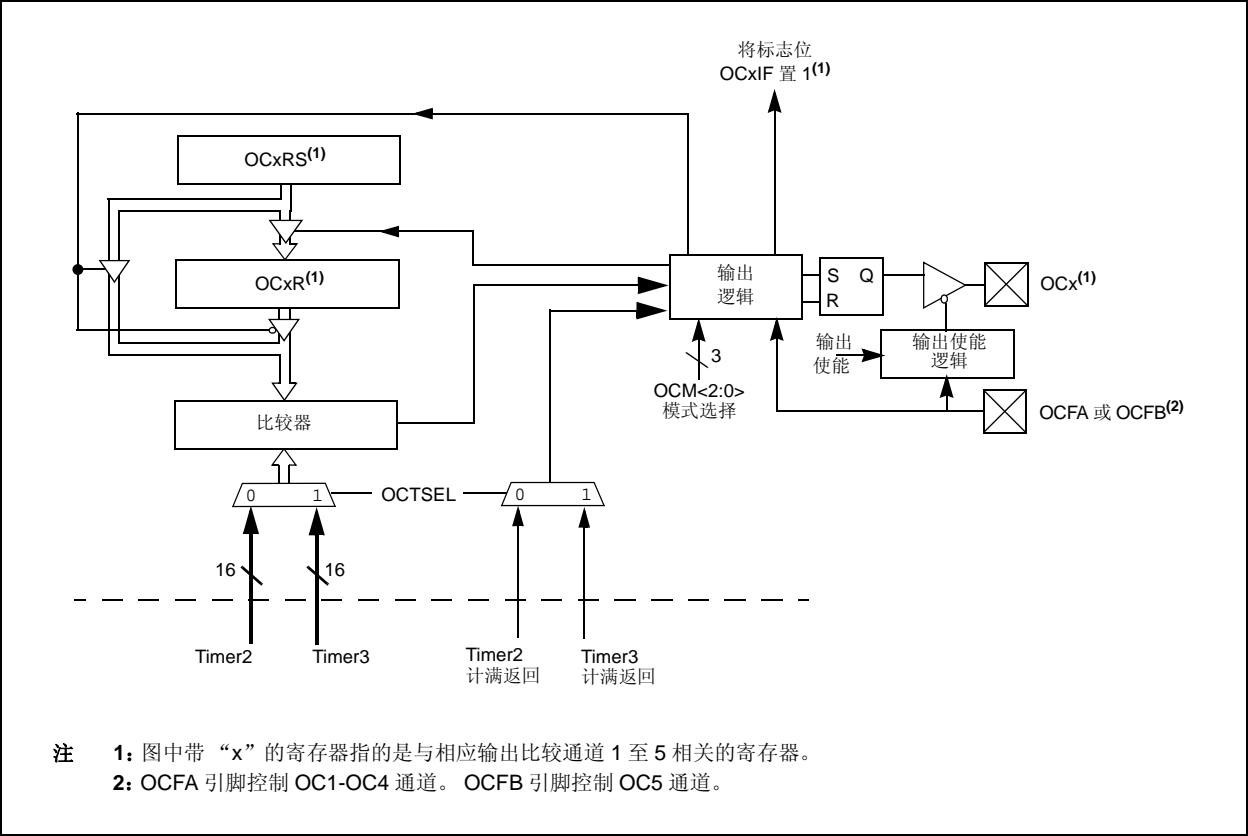 将标志位
OCxIF 置 1(1)
OCxRS(1)
OCxR(1)
输出
逻辑
S Q
R
OCx(1)
输出
使能
输出使能
逻辑
3
OCM<2:0>
模式选择
OCFA 或 OCFB(2)
比较器
0 1
OCTSEL
0 1
16
16
Timer2
Timer3
Timer2
计满返回
Timer3
计满返回
注 1: 图中带 “x”的寄存器指的是与相应输出比较通道 1 至 5 相关的寄存器。
2: OCFA 引脚控制 OC1-OC4 通道。 OCFB 引脚控制 OC5 通道。